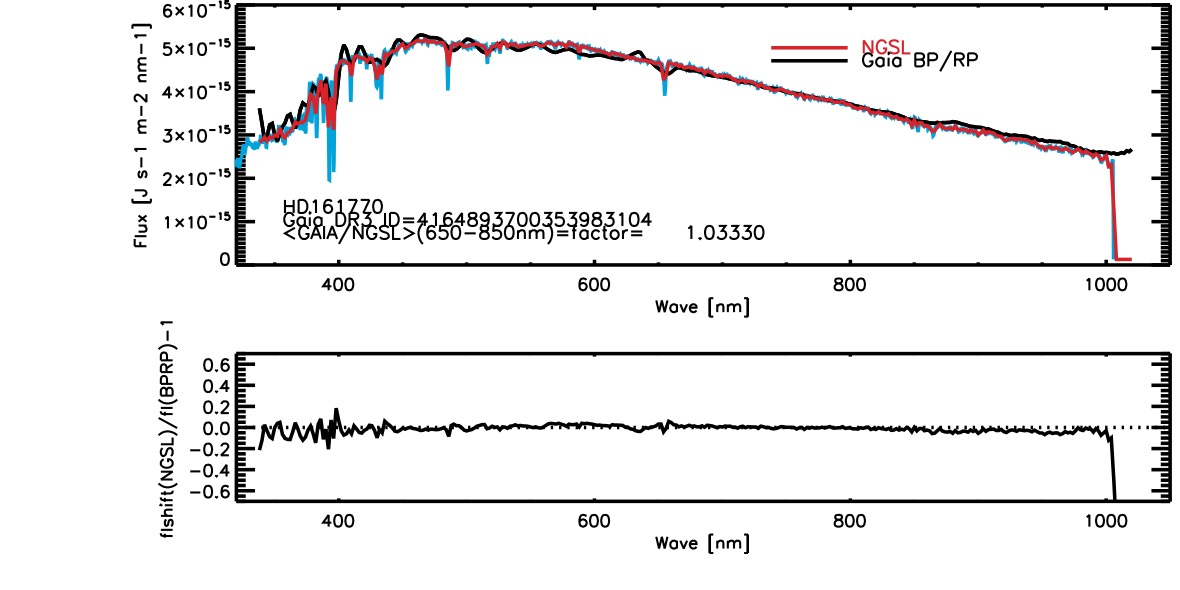 6×10−15
5×10−15
4×10−15
3×10−15
2×10−15
1×10−15
0
Flux [J s−1 m−2 nm−1]
NGSL
Gaia BP/RP
HD161770
Gaia DR3 ID=4164893700353983104
<GAIA/NGSL>(650−850nm)=factor= 1.03330
400 600 800 1000
Wave [nm]
flshift(NGSL)/fl(BPRP)−1
0.6
0.4
0.2
0.0
−0.2
−0.4
−0.6
400 600 800 1000
Wave [nm]